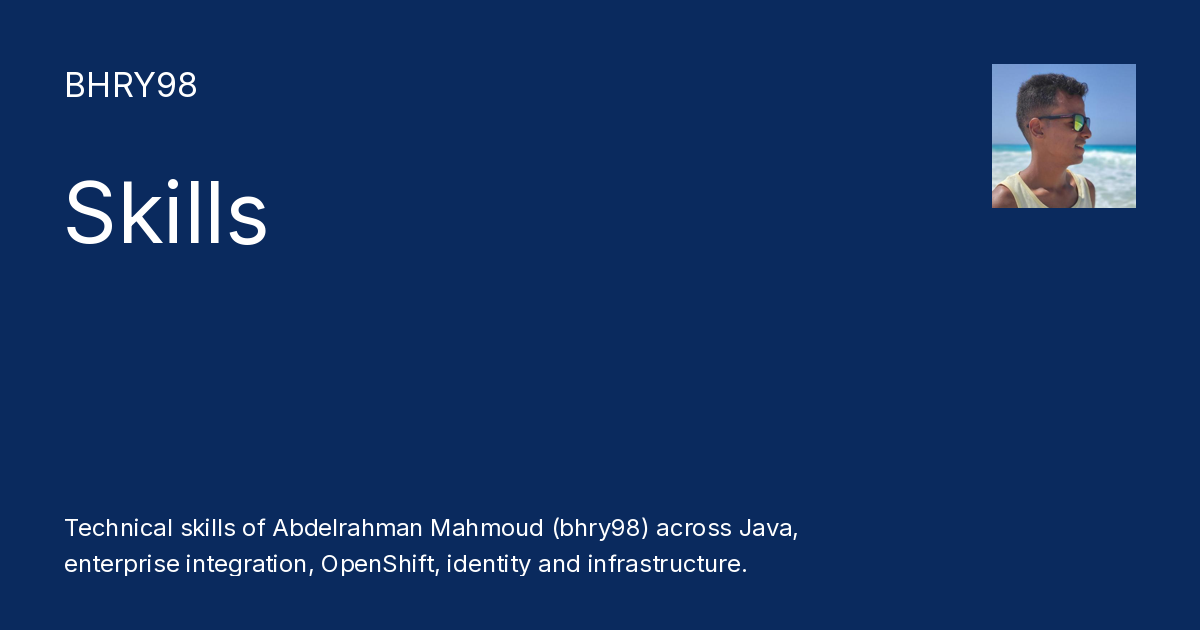 BHRY98
Skills
Technical skills of Abdelrahman Mahmoud (bhry98) across Java,
enterprise integration, OpenShift, identity and infrastructure.